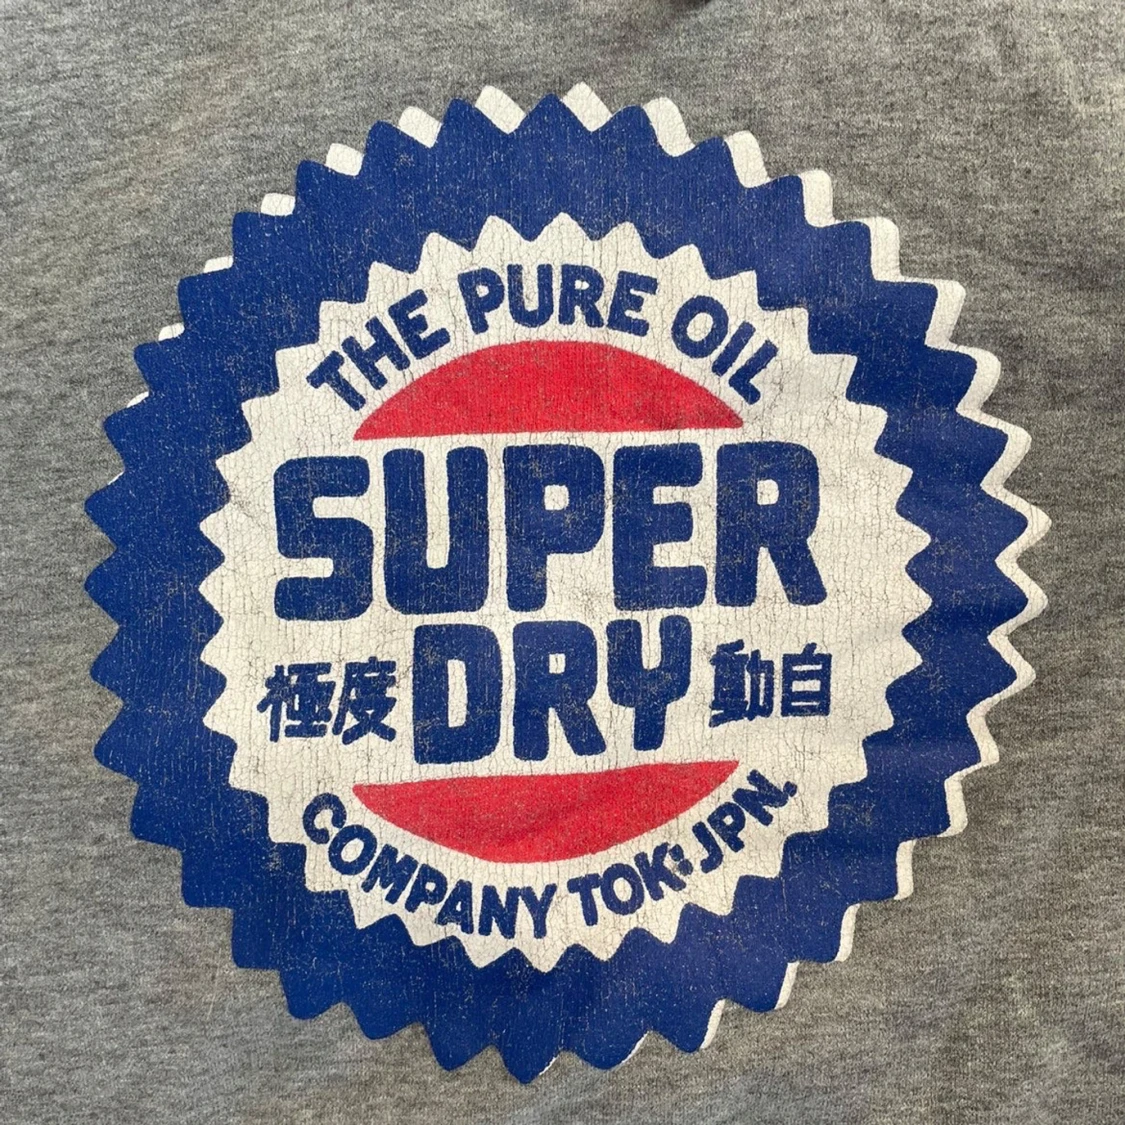 THE PURE OIL
SUPER
極度 DRY 動自
COMPANY TOK:JPN.